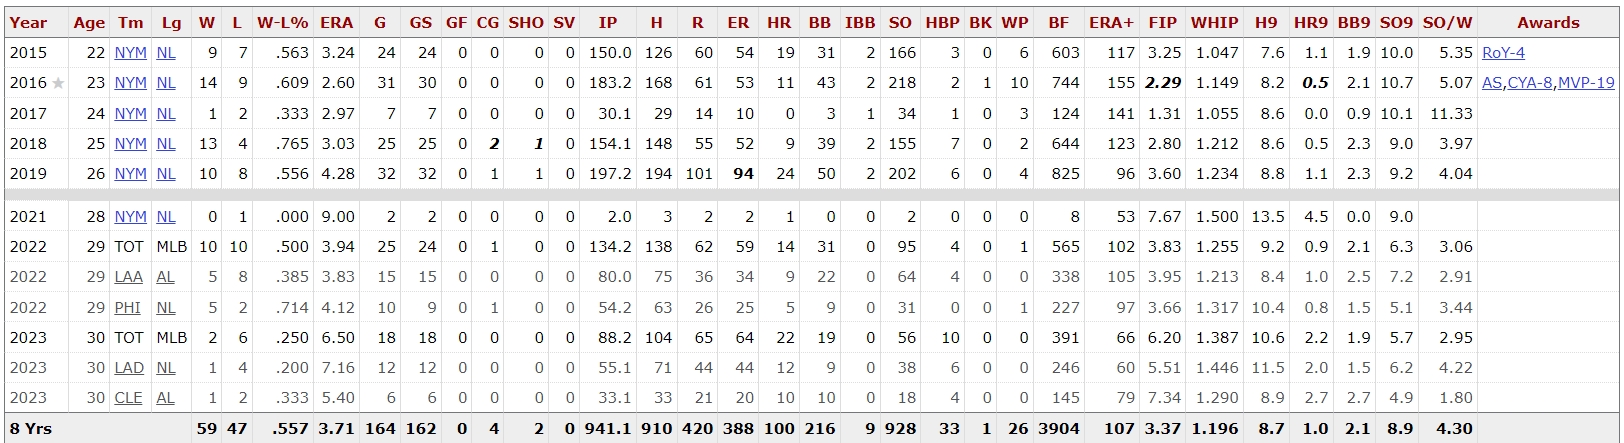 Year Age Tm Lg W L W-L% ERA G GS GF CG SHO SV IP H R ER HR BB IBB SO HBP BK WP BF ERA+ FIP WHIP H9 HR9 BB9 SO9 SO/W Awards
2015 22 NYM NL 9 7 .563 3.24 24 24 0 0 0 0 150.0 126 60 54 19 31 2 166 3 0 6 603 117 3.25 1.047 7.6 1.1 1.9 10.0 5.35 RoY-4
2016 ★ 23 NYM NL 14 9 .609 2.60 31 30 0 0 0 0 183.2 168 61 53 11 43 2 218 2 1 10 744 155 2.29 1.149 8.2 0.5 2.1 10.7 5.07 AS,CYA-8,MVP-19
2017 24 NYM NL 1 2 .333 2.97 7 7 0 0 0 0 30.1 29 14 10 0 3 1 34 1 0 3 124 141 1.31 1.055 8.6 0.0 0.9 10.1 11.33
2018 25 NYM NL 13 4 .765 3.03 25 25 0 2 1 0 154.1 148 55 52 9 39 2 155 7 0 2 644 123 2.80 1.212 8.6 0.5 2.3 9.0 3.97
2019 26 NYM NL 10 8 .556 4.28 32 32 0 1 1 0 197.2 194 101 94 24 50 2 202 6 0 4 825 96 3.60 1.234 8.8 1.1 2.3 9.2 4.04
2021 28 NYM NL 0 1 .000 9.00 2 2 0 0 0 0 2.0 3 2 2 1 0 0 2 0 0 0 8 53 7.67 1.500 13.5 4.5 0.0 9.0
2022 29 TOT MLB 10 10 .500 3.94 25 24 0 1 0 0 134.2 138 62 59 14 31 0 95 4 0 1 565 102 3.83 1.255 9.2 0.9 2.1 6.3 3.06
2022 29 LAA AL 5 8 .385 3.83 15 15 0 0 0 0 80.0 75 36 34 9 22 0 64 4 0 0 338 105 3.95 1.213 8.4 1.0 2.5 7.2 2.91
2022 29 PHI NL 5 2 .714 4.12 10 9 0 1 0 0 54.2 63 26 25 5 9 0 31 0 0 1 227 97 3.66 1.317 10.4 0.8 1.5 5.1 3.44
2023 30 TOT MLB 2 6 .250 6.50 18 18 0 0 0 0 88.2 104 65 64 22 19 0 56 10 0 0 391 66 6.20 1.387 10.6 2.2 1.9 5.7 2.95
2023 30 LAD NL 1 4 .200 7.16 12 12 0 0 0 0 55.1 71 44 44 12 9 0 38 6 0 0 246 60 5.51 1.446 11.5 2.0 1.5 6.2 4.22
2023 30 CLE AL 1 2 .333 5.40 6 6 0 0 0 0 33.1 33 21 20 10 10 0 18 4 0 0 145 79 7.34 1.290 8.9 2.7 2.7 4.9 1.80
8 Yrs 59 47 .557 3.71 164 162 0 4 2 0 941.1 910 420 388 100 216 9 928 33 1 26 3904 107 3.37 1.196 8.7 1.0 2.1 8.9 4.30